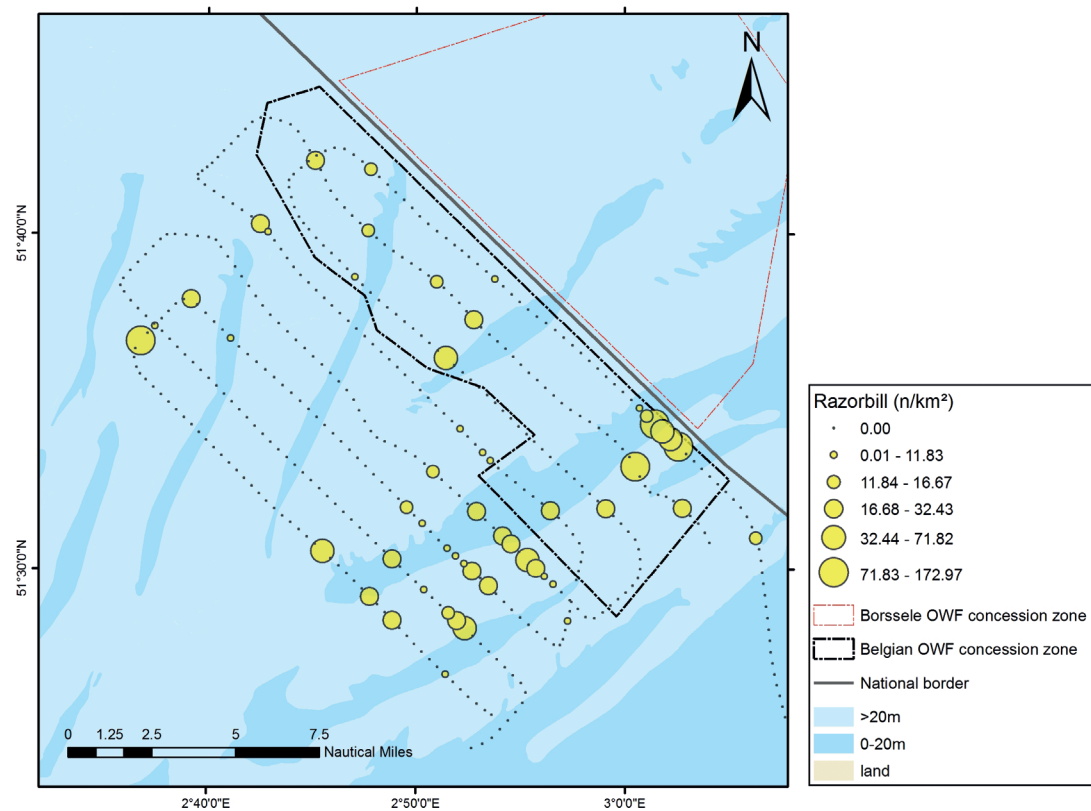 N
51°40'0"N
51°30'0"N
0 1.25 2.5 5 7.5
Nautical Miles
2°40'0"E 2°50'0"E 3°00'0"E
Razorbill (n/km²)
0.00
0.01 - 11.83
11.84 - 16.67
16.68 - 32.43
32.44 - 71.82
71.83 - 172.97
Borssele OWF concession zone
Belgian OWF concession zone
National border
>20m
0-20m
land